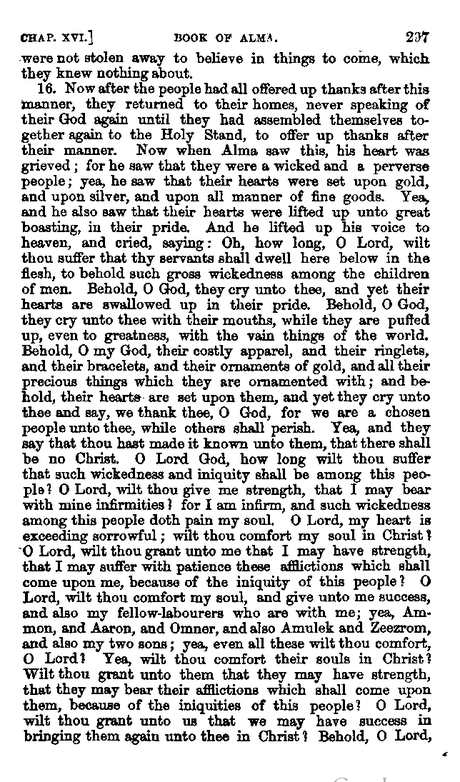 CHAP. XVI.] BOOK OF ALMA. 297
were not stolen away to believe in things to come, which
they knew nothing about.
16. Now after the people had all offered up thanks after this
manner, they returned to their homes, never speaking of
their God again until they had assembled themselves to-
gether again to the Holy Stand, to offer up thanks after
their manner. Now when Alma saw this, his heart was
grieved; for he saw that they were a wicked and a perverse
people; yea, he saw that their hearts were set upon gold,
and upon silver, and upon all manner of fine goods. Yea,
and he also saw that their hearts were lifted up unto great
boasting, in their pride. And he lifted up his voice to
heaven, and cried, saying: Oh, how long, O Lord, wilt
thou suffer that thy servants shall dwell here below in the
flesh, to behold such gross wickedness among the children
of men. Behold, O God, they cry unto thee, and yet their
hearts are swallowed up in their pride. Behold, O God,
they cry unto thee with their mouths, while they are puffed
up, even to greatness, with the vain things of the world.
Behold, O my God, their costly apparel, and their ringlets,
and their bracelets, and their ornaments of gold, and all their
precious things which they are ornamented with; and be-
hold, their hearts are set upon them, and yet they cry unto
thee and say, we thank thee, O God, for we are a chosen
people unto thee, while others shall perish. Yea, and they
say that thou hast made it known unto them, that there shall
be no Christ. O Lord God, how long wilt thou suffer
that such wickedness and iniquity shall be among this peo-
ple? O Lord, wilt thou give me strength, that I may bear
with mine infirmities? for I am infirm, and such wickedness
among this people doth pain my soul. O Lord, my heart is
exceeding sorrowful; wilt thou comfort my soul in Christ?
O Lord, wilt thou grant unto me that I may have strength,
that I may suffer with patience these afflictions which shall
come upon me, because of the iniquity of this people? O
Lord, wilt thou comfort my soul, and give unto me success,
and also my fellow-labourers who are with me; yea, Am-
mon, and Aaron, and Omner, and also Amulek and Zeezrom,
and also my two sons; yea, even all these wilt thou comfort,
O Lord? Yea, wilt thou comfort their souls in Christ?
Wilt thou grant unto them that they may have strength,
that they may bear their afflictions which shall come upon
them, because of the iniquities of this people? O Lord,
wilt thou grant unto us that we may have success in
bringing them again unto thee in Christ? Behold, O Lord,